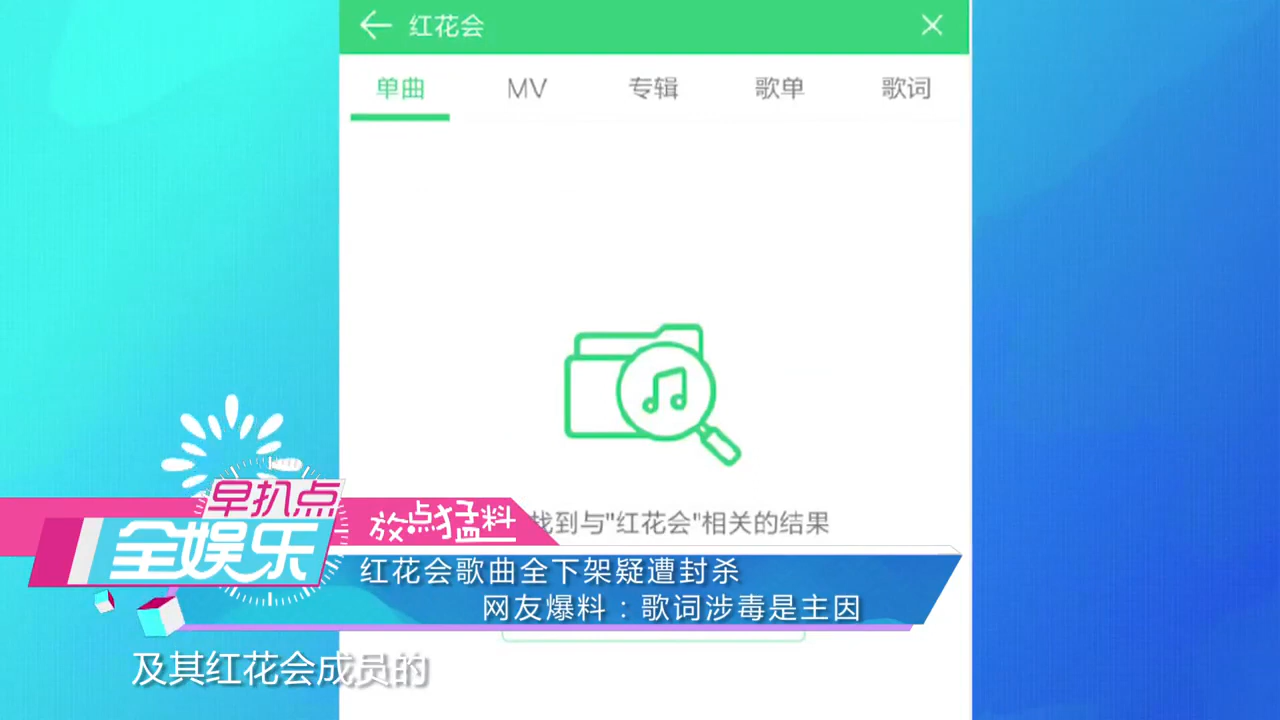 红花会
单曲 MV 专辑 歌单 歌词
找到与"红花会"相关的结果
早扒点
全娱乐
放点猛料
红花会歌曲全下架疑遭封杀
网友爆料：歌词涉毒是主因
及其红花会成员的